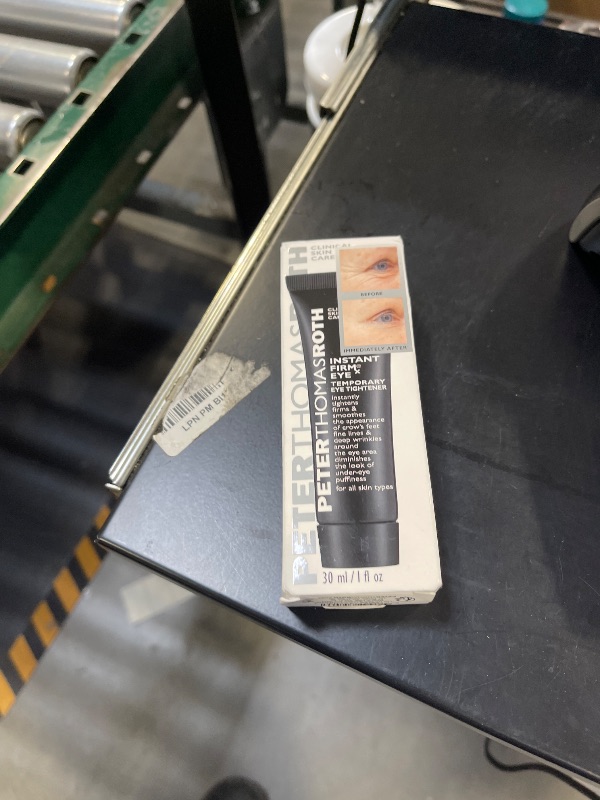 CLINICAL
SKIN
CARE
PETERTHOMASROTH
BEFORE
IMMEDIATELY AFTER
PETERTHOMASROTH
INSTANT
FIRMx®
EYE
TEMPORARY
EYE TIGHTENER
instantly
tightens
firms &
smoothes
the appearance
of crow's feet
fine lines &
deep wrinkles
around
the eye area
diminishes
the look of
under-eye
puffiness
for all skin types
30 ml / 1 fl oz
LPN PM